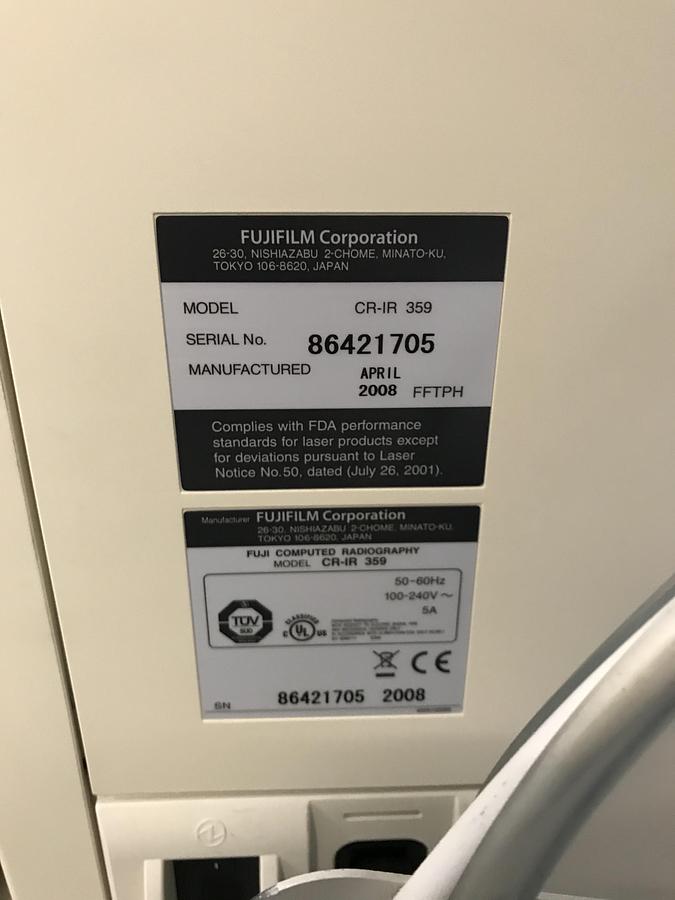 FUJIFILM Corporation
26-30, NISHIAZABU 2-CHOME, MINATO-KU,
TOKYO 106-8620, JAPAN
MODEL CR-IR 359
SERIAL No. 86421705
MANUFACTURED APRIL
2008 FFTPH
Complies with FDA performance
standards for laser products except
for deviations pursuant to Laser
Notice No.50, dated (July 26, 2001).
Manufacturer FUJIFILM Corporation
26-30, NISHIAZABU 2-CHOME, MINATO-KU,
TOKYO 106-8620, JAPAN
FUJI COMPUTED RADIOGRAPHY
MODEL CR-IR 359
50-60Hz
100-240V ~
5A
TÜV
SÜD
CLASSIFIED
C UL US
CE
SN 86421705 2008